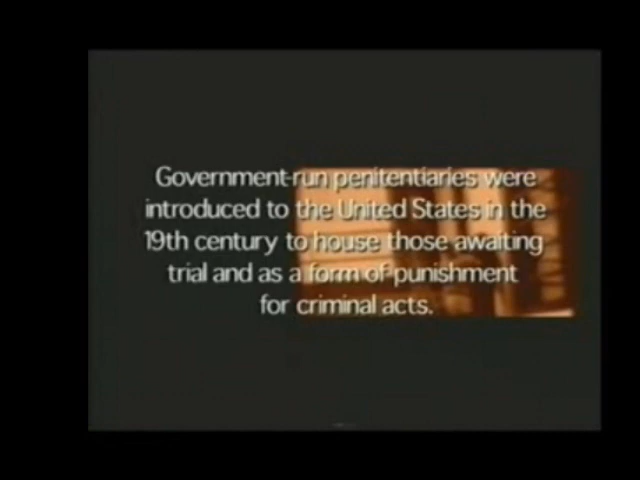 Government-run penitentiaries were
introduced to the United States in the
19th century to house those awaiting
trial and as a form of punishment
for criminal acts.